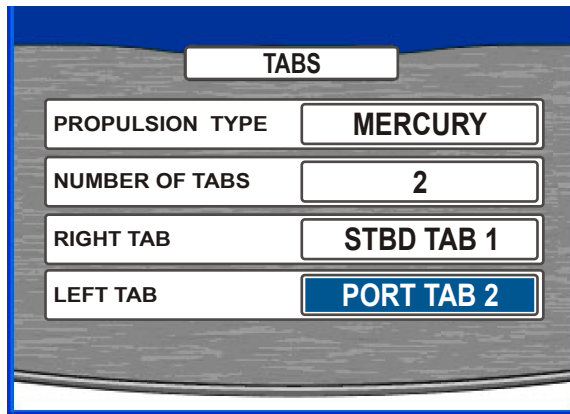 TABS
PROPULSION TYPE MERCURY
NUMBER OF TABS 2
RIGHT TAB STBD TAB 1
LEFT TAB PORT TAB 2